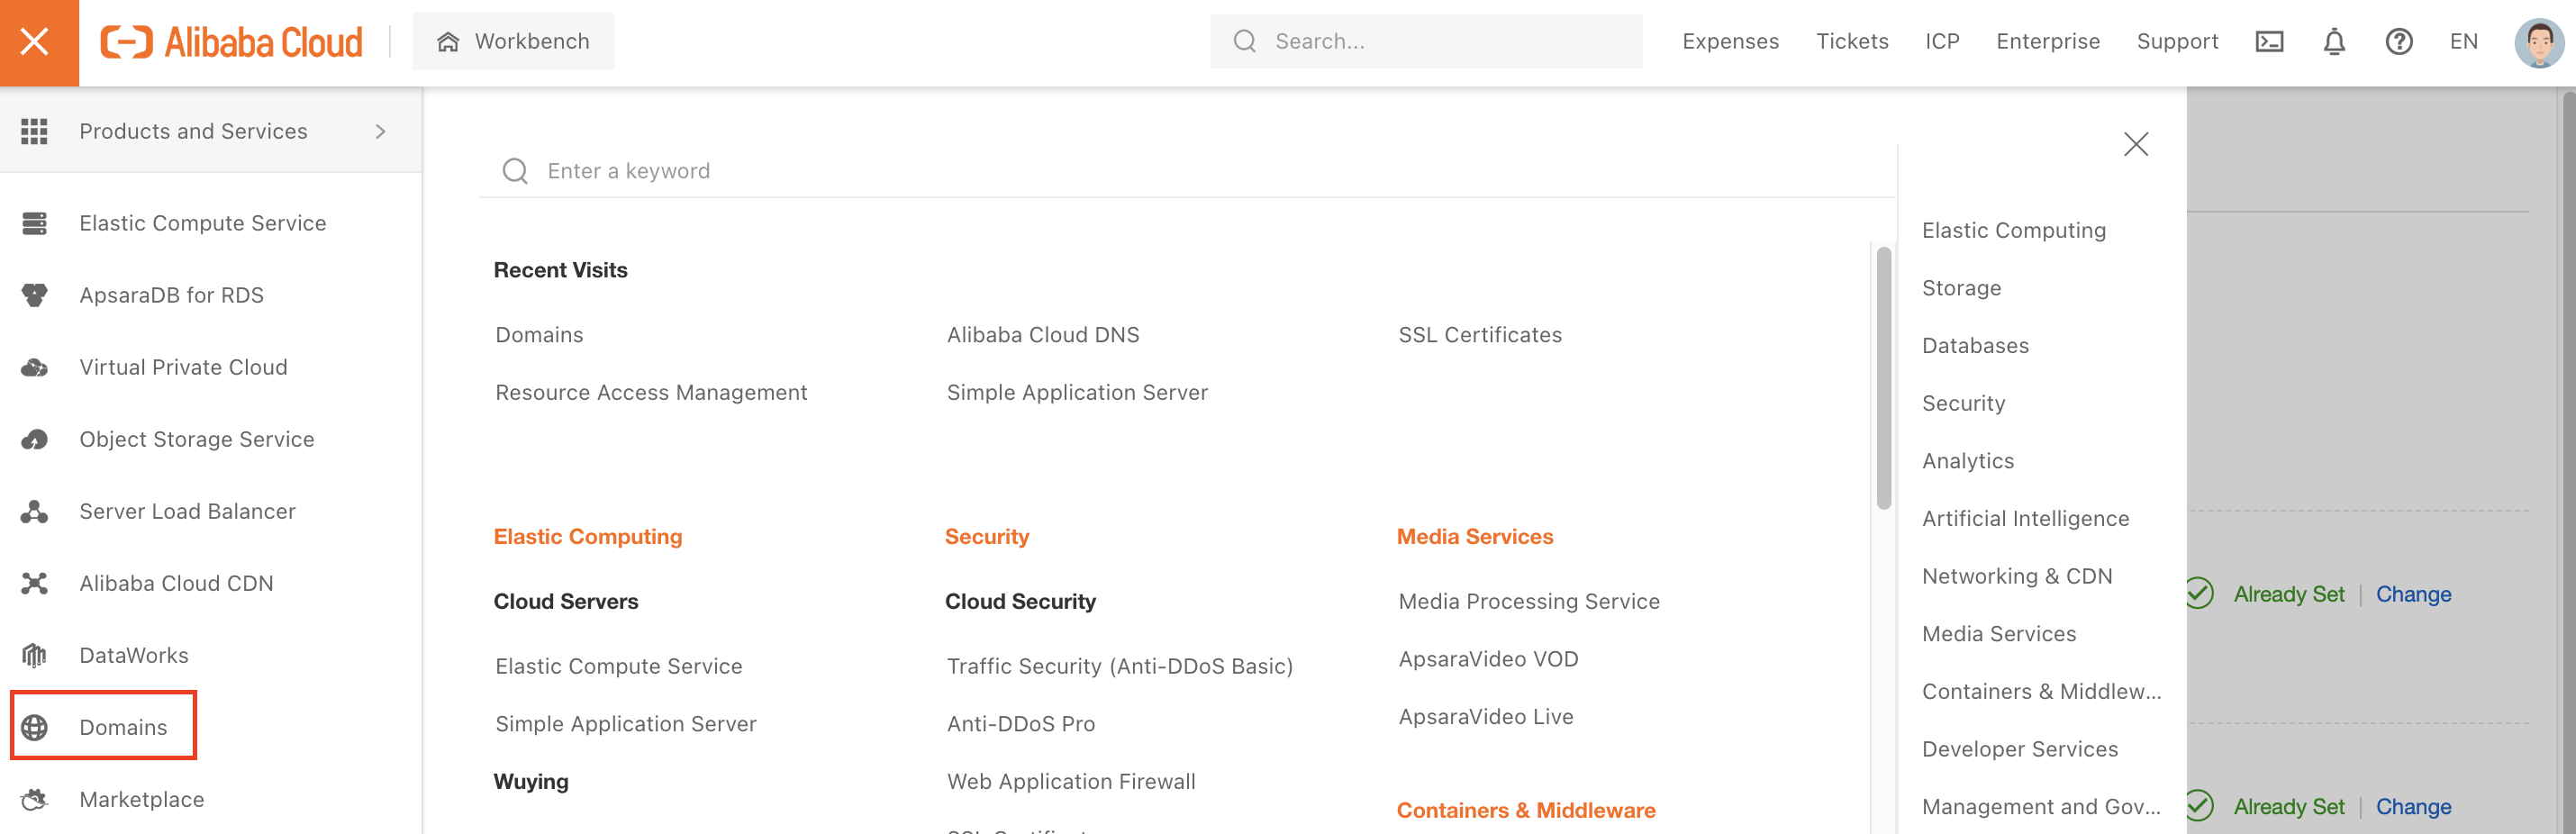 Alibaba Cloud
Workbench
Search...
Expenses
Tickets
ICP
Enterprise
Support
EN
Products and Services
Elastic Compute Service
ApsaraDB for RDS
Virtual Private Cloud
Object Storage Service
Server Load Balancer
Alibaba Cloud CDN
DataWorks
Domains
Marketplace
Enter a keyword
Recent Visits
Domains
Alibaba Cloud DNS
SSL Certificates
Resource Access Management
Simple Application Server
Elastic Computing
Cloud Servers
Elastic Compute Service
Simple Application Server
Wuying
Security
Cloud Security
Traffic Security (Anti-DDoS Basic)
Anti-DDoS Pro
Web Application Firewall
Media Services
Media Processing Service
ApsaraVideo VOD
ApsaraVideo Live
Containers & Middleware
Elastic Computing
Storage
Databases
Security
Analytics
Artificial Intelligence
Networking & CDN
Media Services
Containers & Middlew...
Developer Services
Management and Gov...
Already Set | Change
Already Set | Change